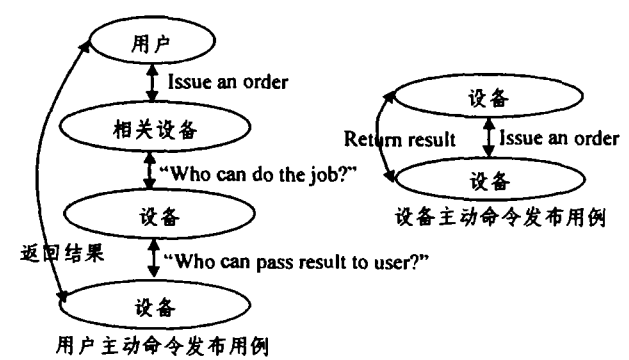 用户
Issue an order
相关设备
“Who can do the job?”
设备
返回结果
“Who can pass result to user?”
设备
用户主动命令发布用例
设备
Return result
Issue an order
设备
设备主动命令发布用例